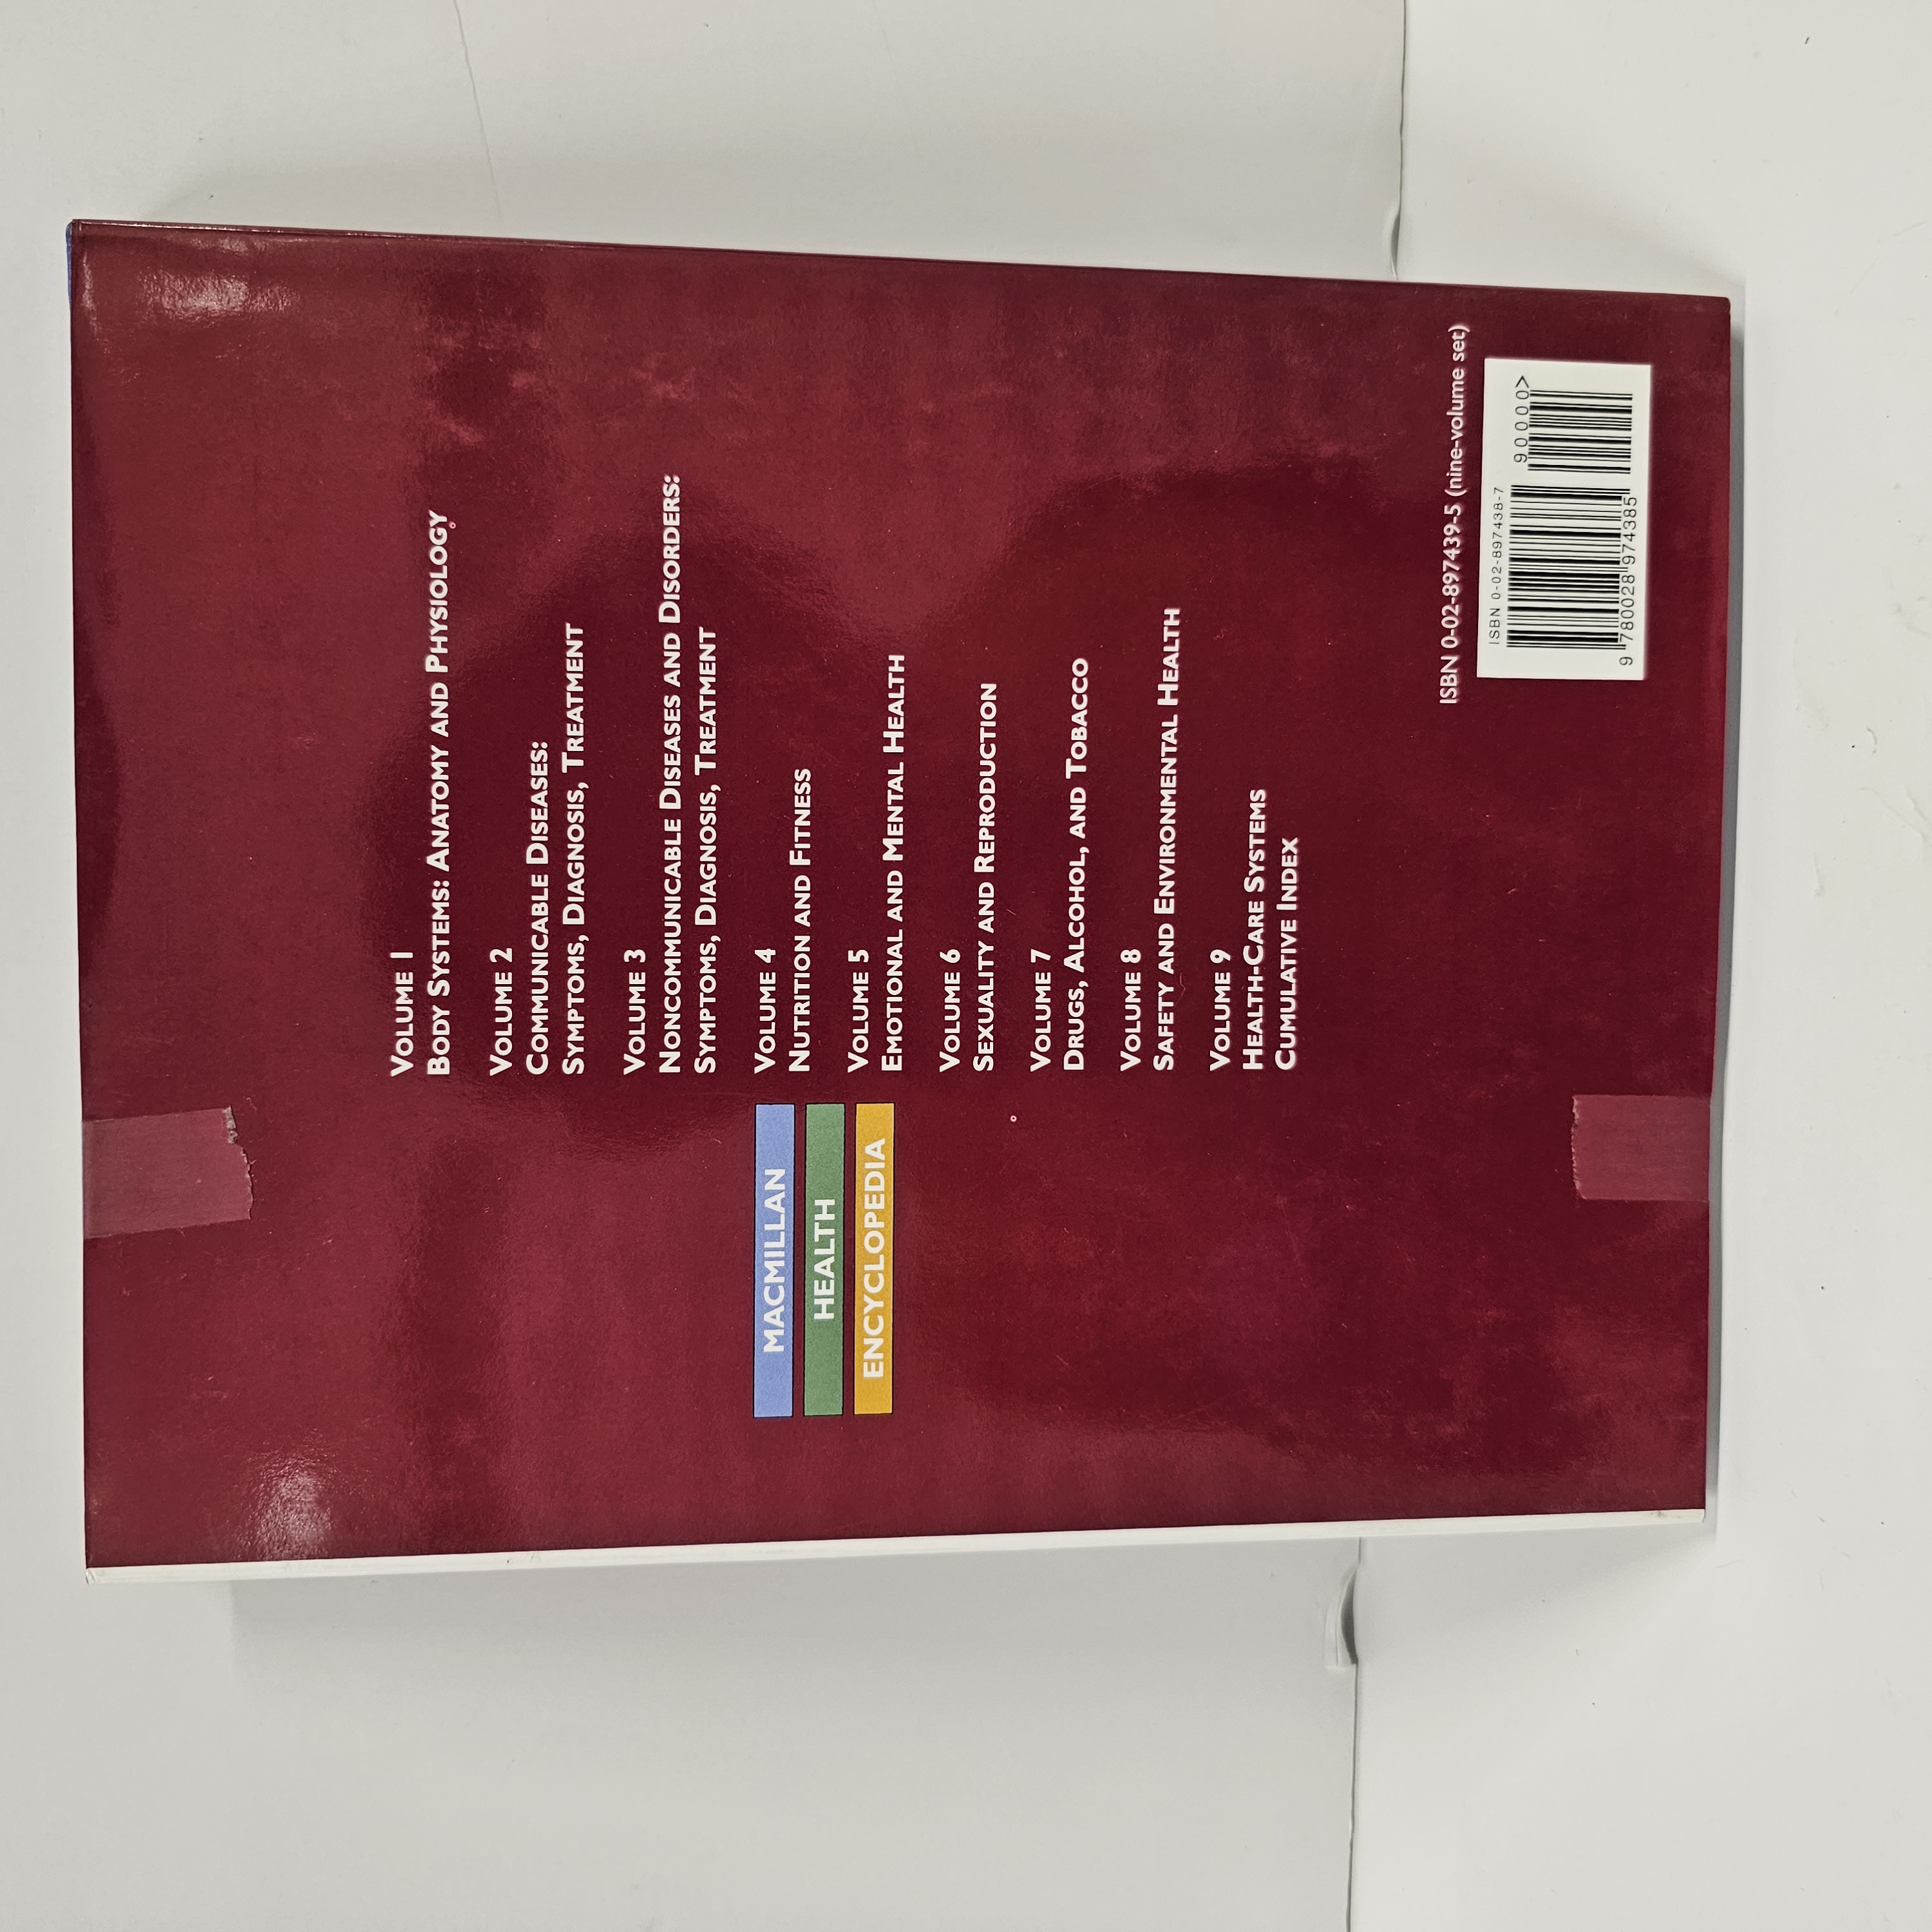 VOLUME 1
BODY SYSTEMS: ANATOMY AND PHYSIOLOGY
VOLUME 2
COMMUNICABLE DISEASES:
SYMPTOMS, DIAGNOSIS, TREATMENT
VOLUME 3
NONCOMMUNICABLE DISEASES AND DISORDERS:
SYMPTOMS, DIAGNOSIS, TREATMENT
MACMILLAN
HEALTH
ENCYCLOPEDIA
VOLUME 4
NUTRITION AND FITNESS
VOLUME 5
EMOTIONAL AND MENTAL HEALTH
VOLUME 6
SEXUALITY AND REPRODUCTION
VOLUME 7
DRUGS, ALCOHOL, AND TOBACCO
VOLUME 8
SAFETY AND ENVIRONMENTAL HEALTH
VOLUME 9
HEALTH-CARE SYSTEMS
CUMULATIVE INDEX
ISBN 0-02-897439-5 (nine-volume set)
ISBN 0-02-897438-7
90000>
9 780028 974385